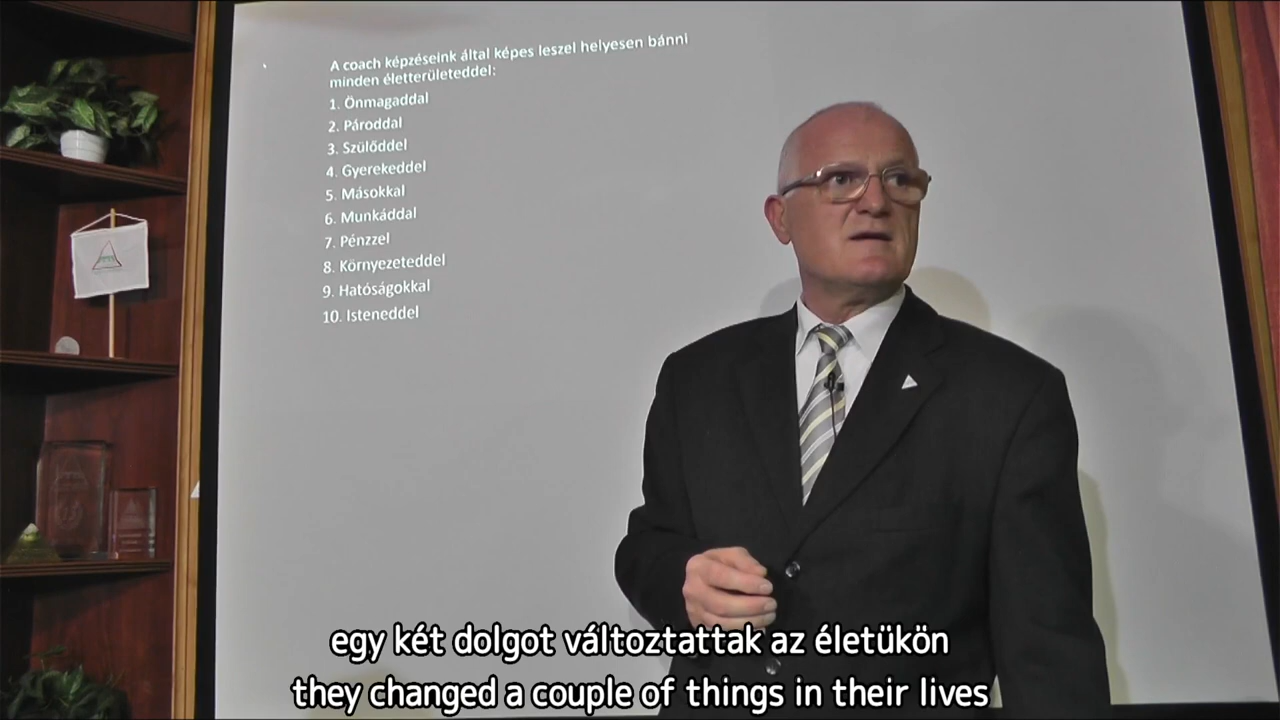 A coach képzéseink által képes leszel helyesen bánni
minden életterületeddel:
1. Önmagaddal
2. Pároddal
3. Szülőddel
4. Gyerekeddel
5. Másokkal
6. Munkáddal
7. Pénzzel
8. Környezeteddel
9. Hatóságokkal
10. Isteneddel
egy két dolgot változtattak az életükön
they changed a couple of things in their lives